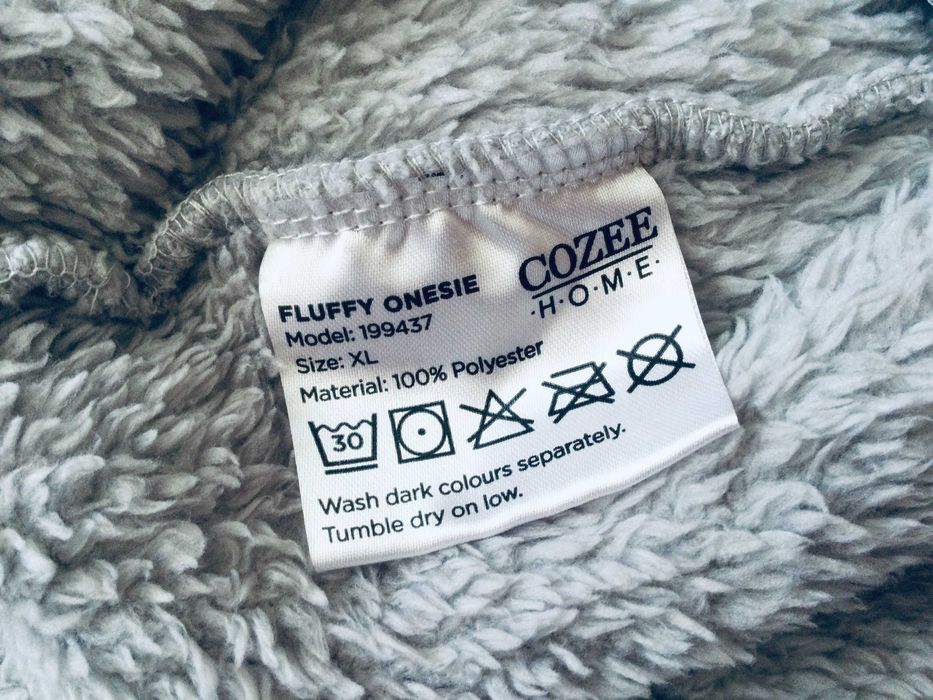 COZEE
·H·O·M·E·
FLUFFY ONESIE
Model: 199437
Size: XL
Material: 100% Polyester
30
Wash dark colours separately.
Tumble dry on low.